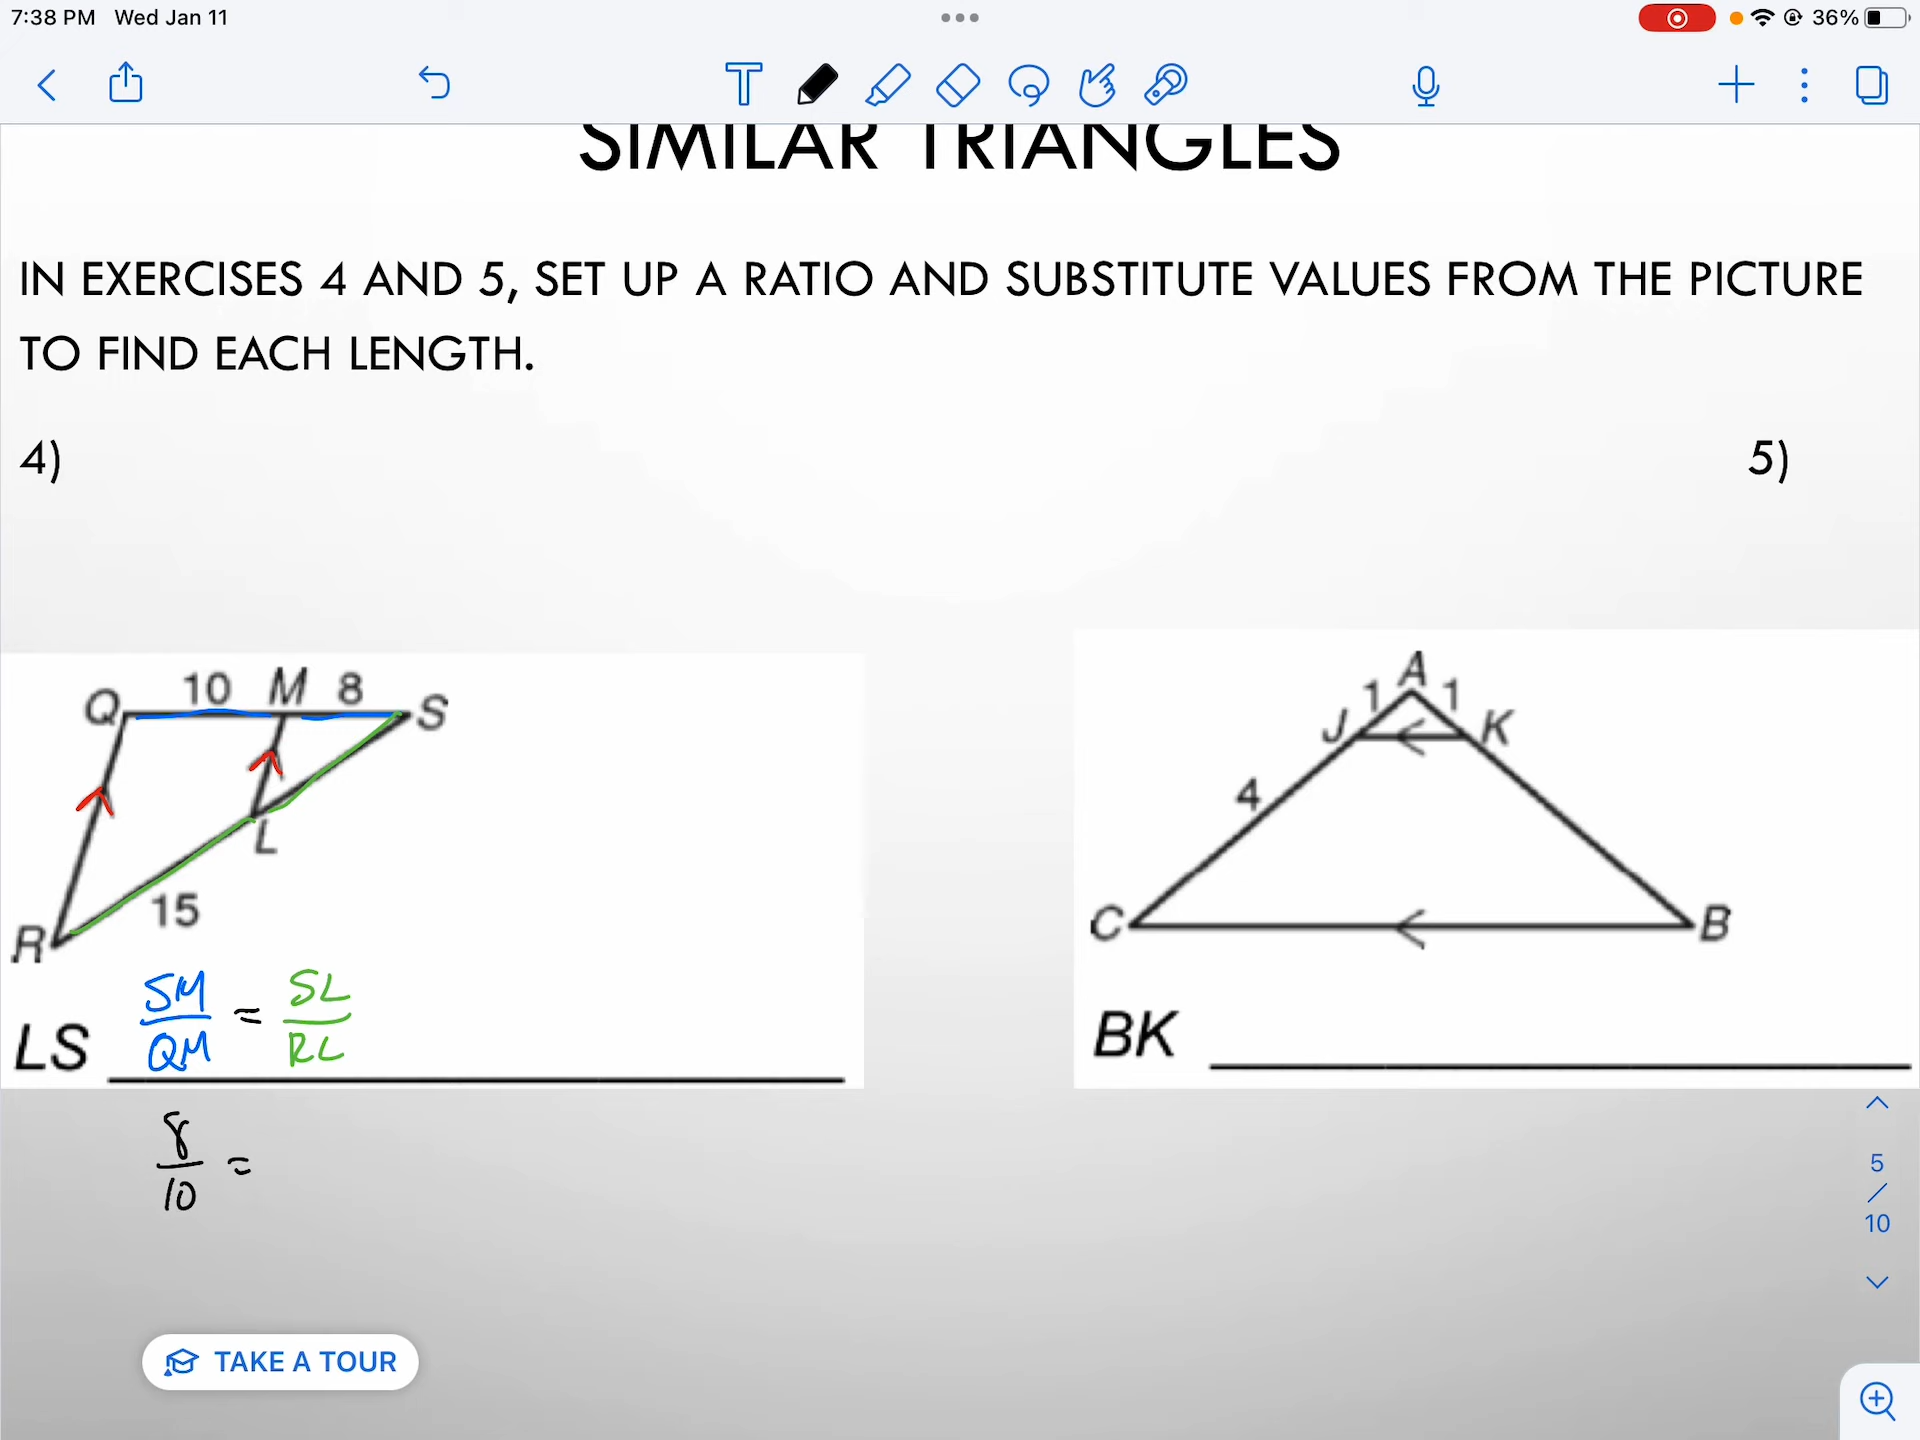 7:38 PM Wed Jan 11
36%
T
SIMILAR TRIANGLES
IN EXERCISES 4 AND 5, SET UP A RATIO AND SUBSTITUTE VALUES FROM THE PICTURE
TO FIND EACH LENGTH.
4)
5)
Q 10 M 8 S
L
15
R
SM/QM = SL/RL
LS
8/10 =
A
1 1
J K
4
C B
BK
5
/
10
TAKE A TOUR